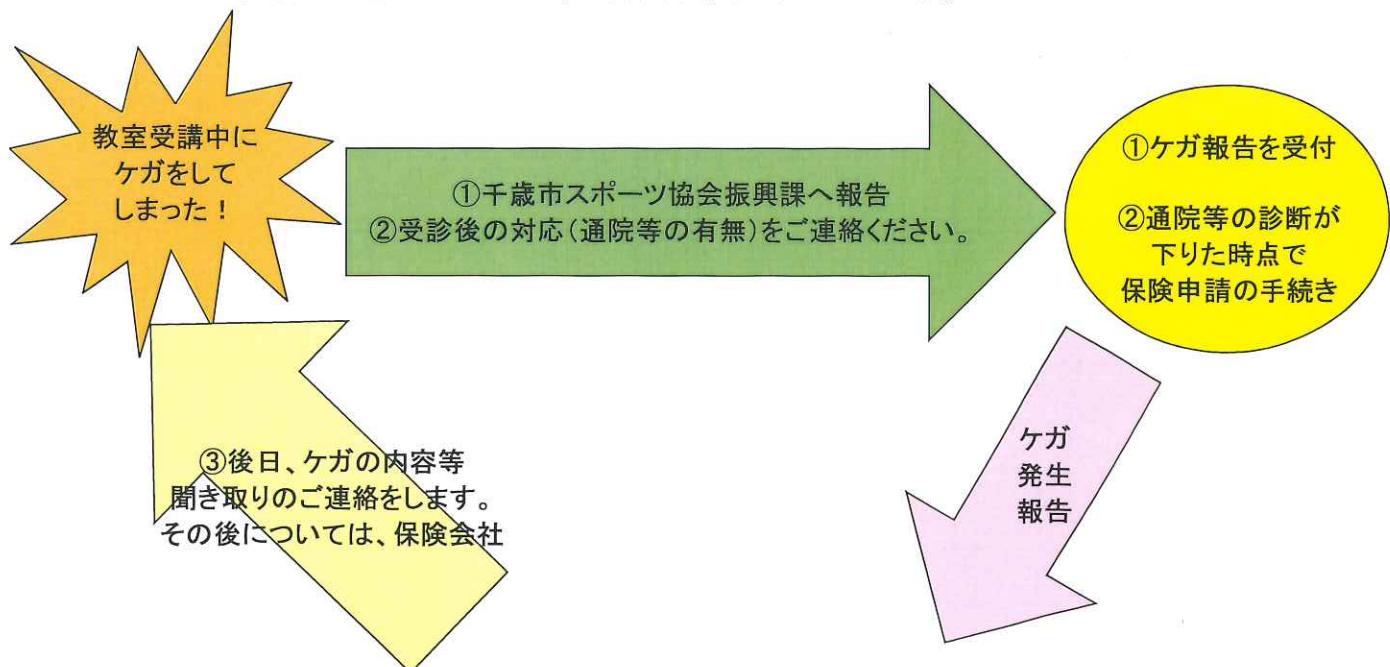 教室受講中に
ケガをして
しまった！
①千歳市スポーツ協会振興課へ報告
②受診後の対応（通院等の有無）をご連絡ください。
①ケガ報告を受付
②通院等の診断が
下りた時点で
保険申請の手続き
ケガ
発生
報告
③後日、ケガの内容等
聞き取りのご連絡をします。
その後については、保険会社